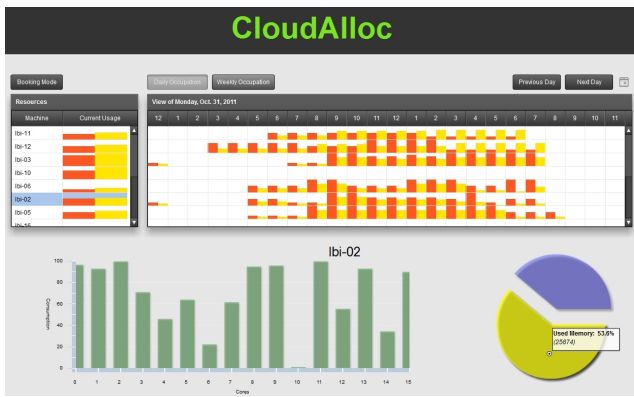 CloudAlloc
Booking Mode
Daily Occupation Weekly Occupation
Previous Day Next Day
Resources
View of Monday, Oct. 31, 2011
Machine Current Usage
12 1 2 3 4 5 6 7 8 9 10 11 12 1 2 3 4 5 6 7 8 9 10 11
lbi-11
lbi-12
lbi-03
lbi-10
lbi-06
lbi-02
lbi-05
lbi-16
lbi-02
Consumption
100
80
60
40
20
0
0 1 2 3 4 5 6 7 8 9 10 11 12 13 14 15
Cores
Used Memory: 53.6%
(25874)